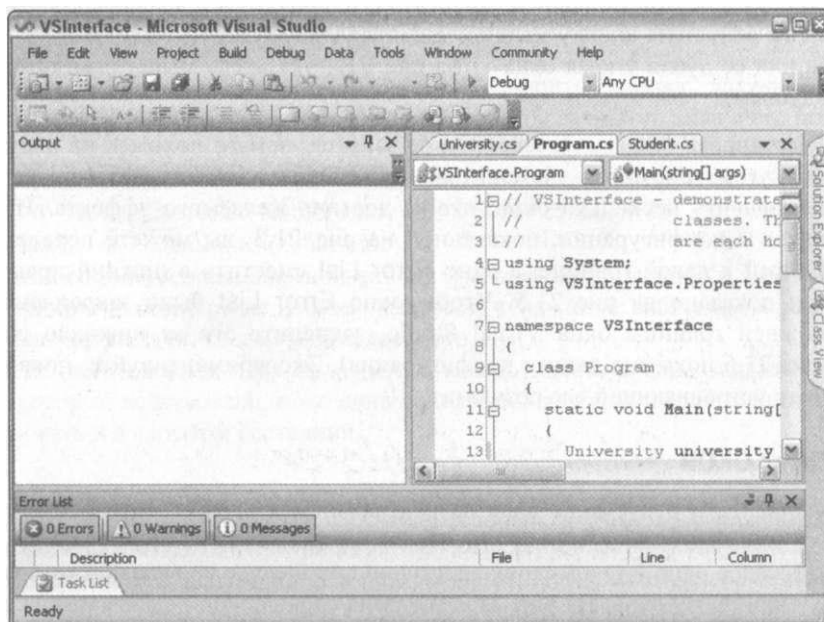 VSInterface - Microsoft Visual Studio
File Edit View Project Build Debug Data Tools Window Community Help
Debug Any CPU
Output
University.cs Program.cs Student.cs
VSInterface.Program Main(string[] args)
1 // VSInterface - demonstrate
// classes. Th
// are each ho
4 using System;
5 using VSInterface.Properties
7 namespace VSInterface
8 {
9 class Program
10 {
11 static void Main(string[
12 {
13 University university
Solution Explorer
Class View
Error List
0 Errors 0 Warnings 0 Messages
Description File Line Column
Task List
Ready